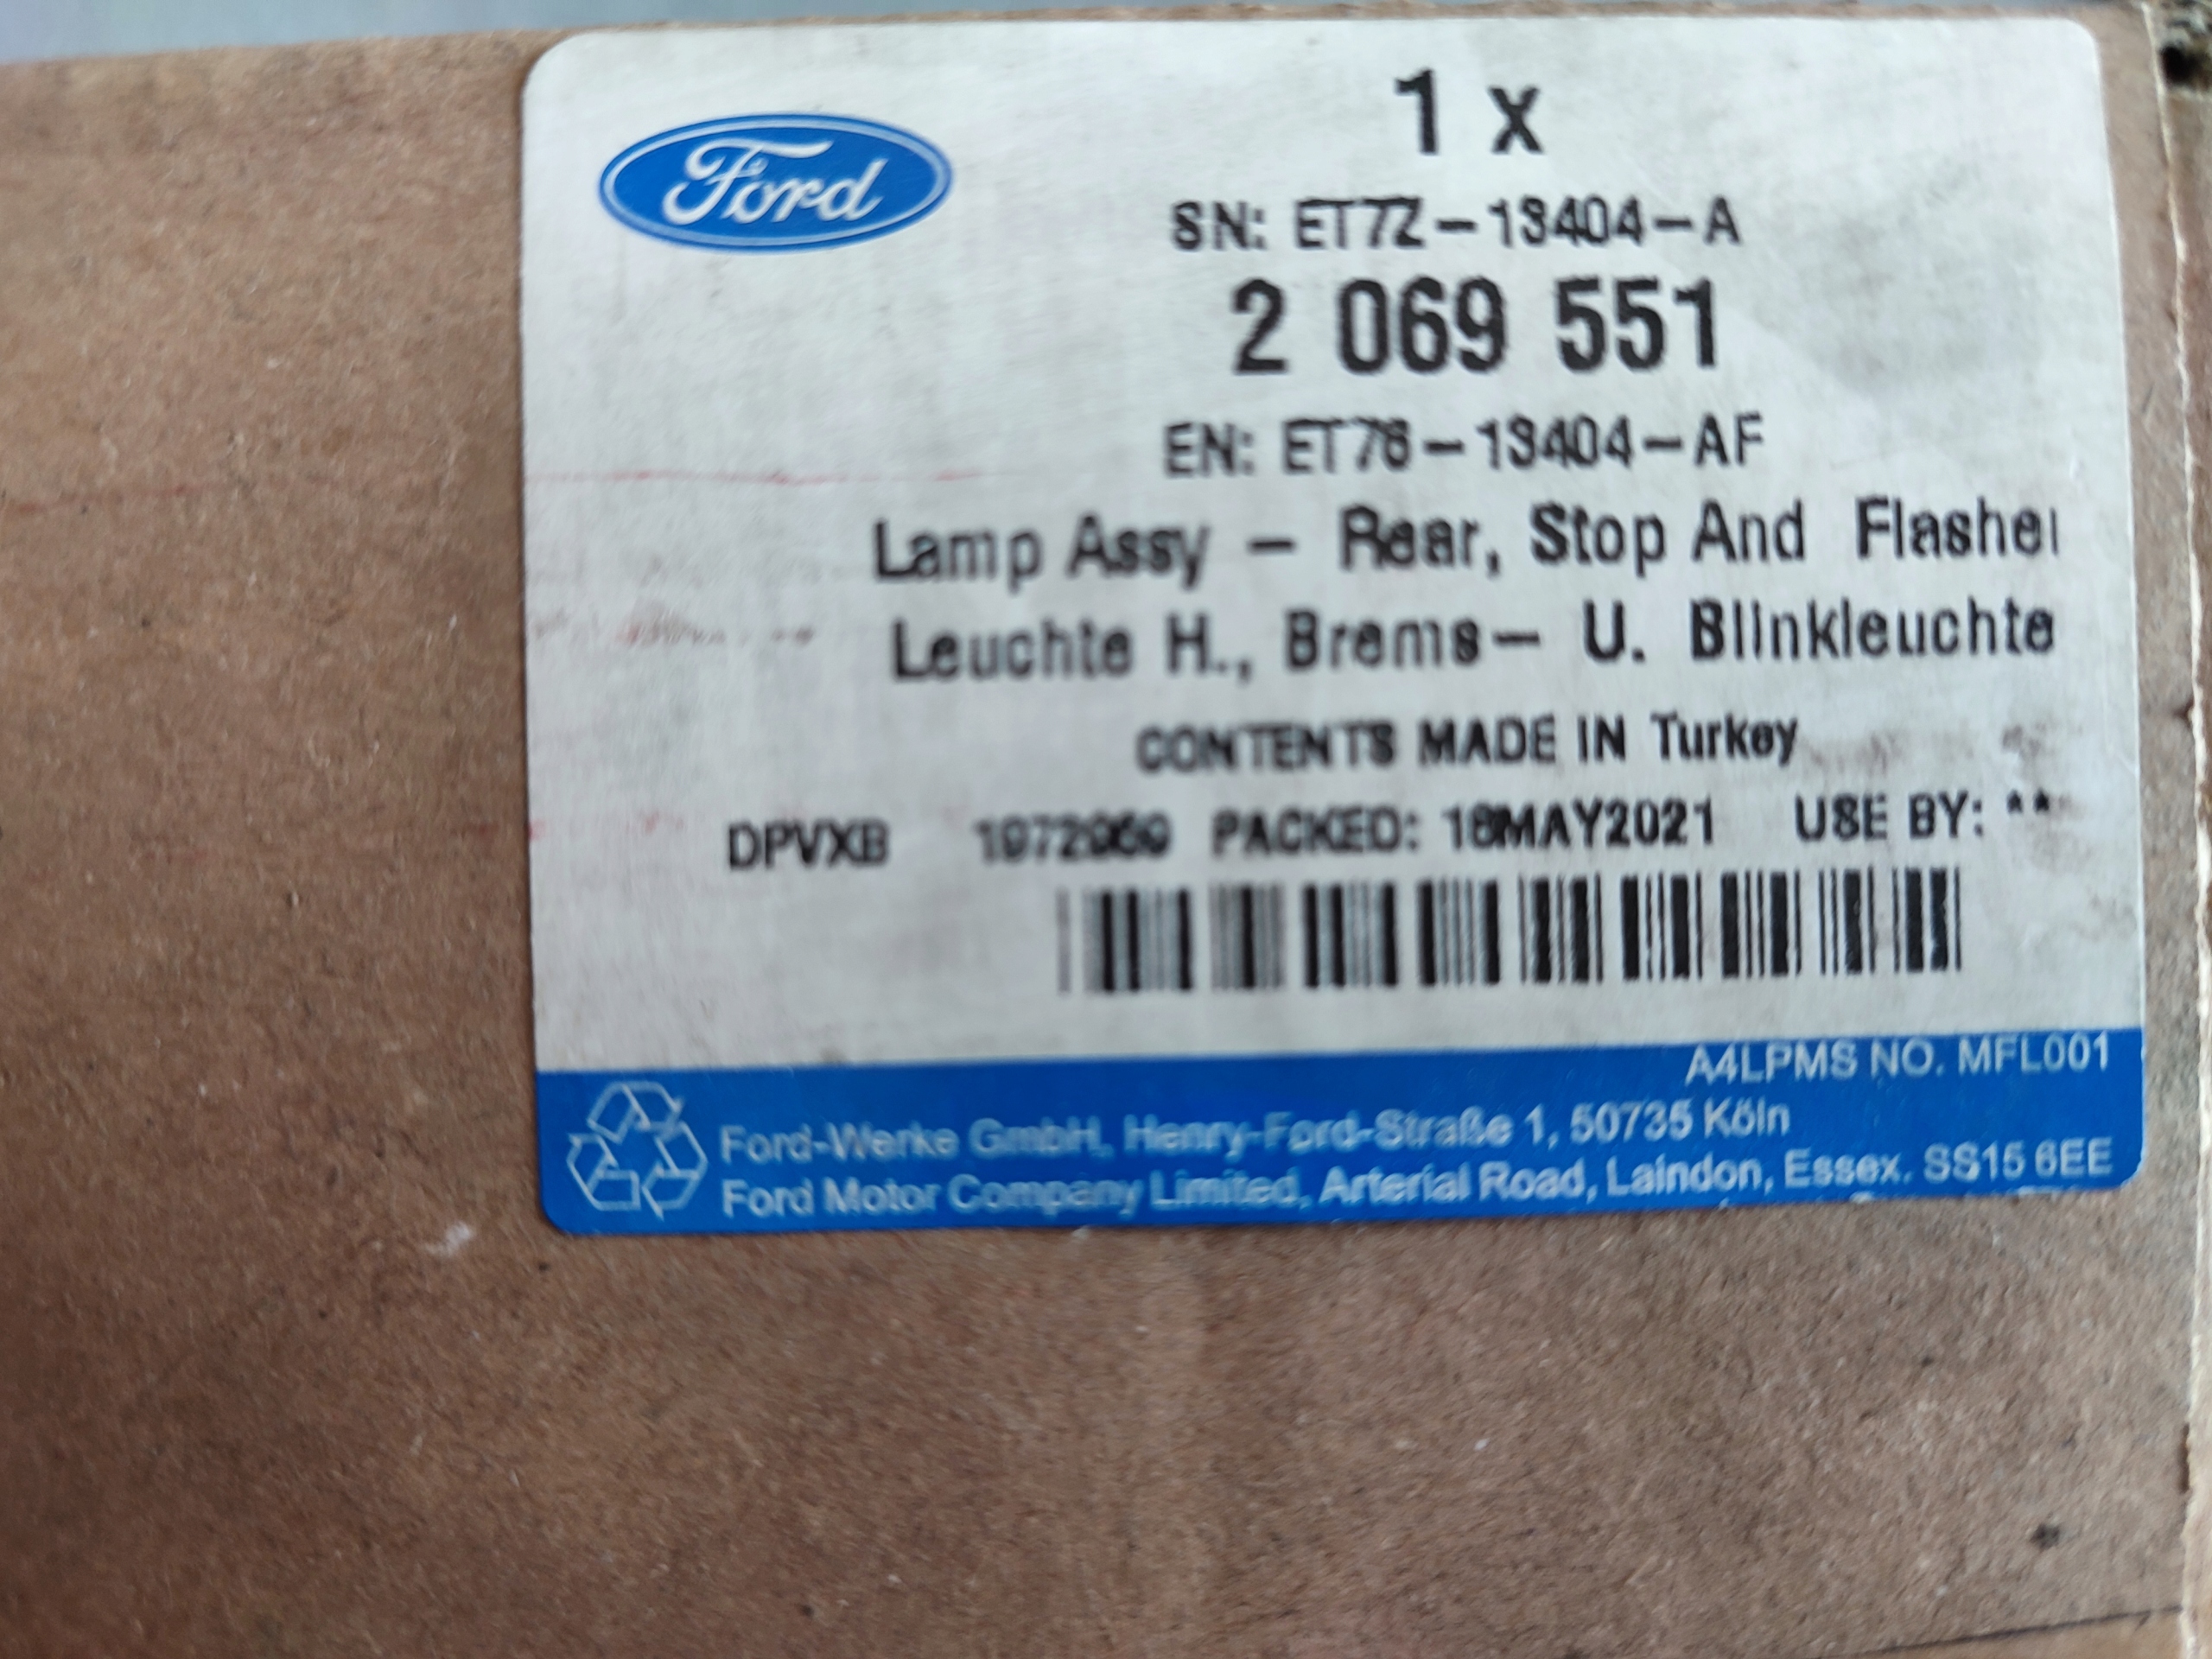 Ford
1 x
SN: ET7Z-13404-A
2 069 551
EN: ET76-13404-AF
Lamp Assy - Rear, Stop And Flasher
Leuchte H., Brems- U. Blinkleuchte
CONTENTS MADE IN Turkey
DPVXB PACKED: 18MAY2021 USE BY: **
A4LPMS NO. MFL001
Ford-Werke GmbH, Henry-Ford-Straße 1, 50735 Köln
Ford Motor Company Limited, Arterial Road, Laindon, Essex. SS15 6EE